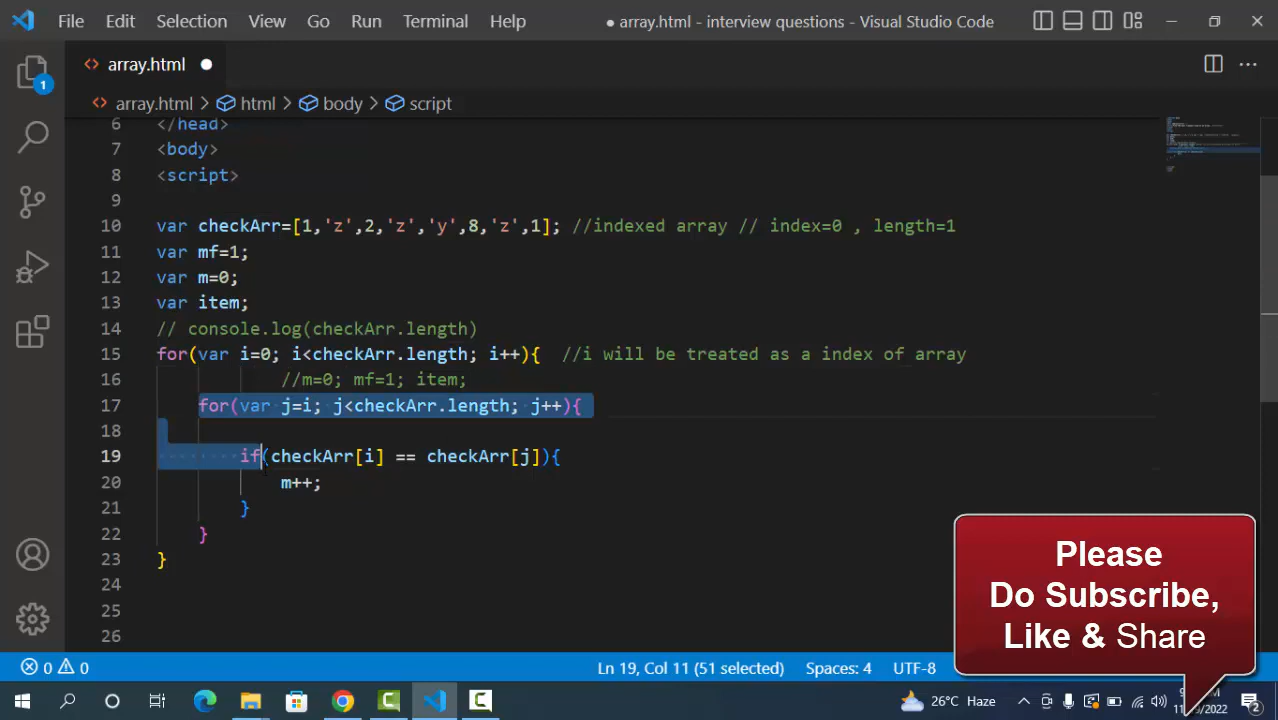 File Edit Selection View Go Run Terminal Help ● array.html - interview questions - Visual Studio Code
<> array.html ●
<> array.html > html > body > script
6 </head>
7 <body>
8 <script>
9
10 var checkArr=[1,'z',2,'z','y',8,'z',1]; //indexed array // index=0 , length=1
11 var mf=1;
12 var m=0;
13 var item;
14 // console.log(checkArr.length)
15 for(var i=0; i<checkArr.length; i++){ //i will be treated as a index of array
16 //m=0; mf=1; item;
17 for(var j=i; j<checkArr.length; j++){
18
19 if(checkArr[i] == checkArr[j]){
20 m++;
21 }
22 }
23 }
24
25
26
1
Please
Do Subscribe,
Like & Share
0 0 Ln 19, Col 11 (51 selected) Spaces: 4 UTF-8
26°C Haze
2